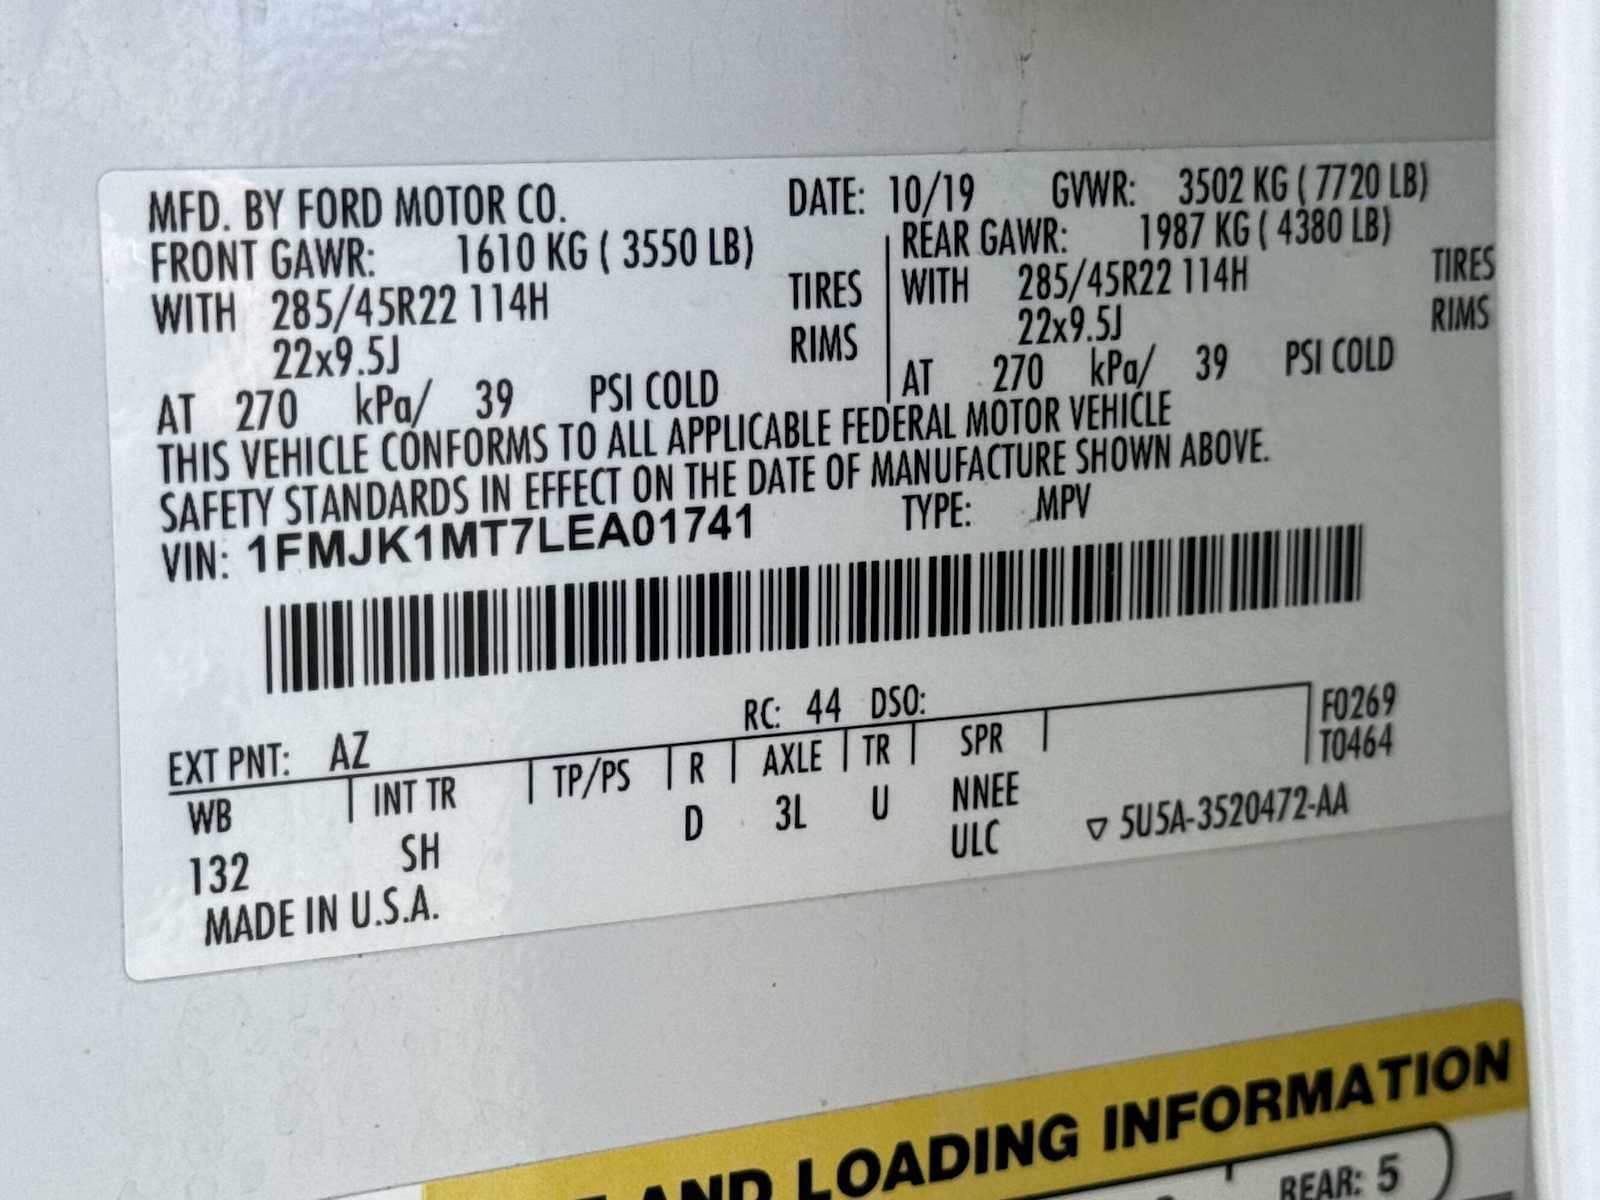 MFD. BY FORD MOTOR CO. DATE: 10/19 GVWR: 3502 KG ( 7720 LB)
FRONT GAWR: 1610 KG ( 3550 LB) REAR GAWR: 1987 KG ( 4380 LB)
WITH 285/45R22 114H TIRES WITH 285/45R22 114H TIRES
22x9.5J RIMS 22x9.5J RIMS
AT 270 kPa/ 39 PSI COLD AT 270 kPa/ 39 PSI COLD
THIS VEHICLE CONFORMS TO ALL APPLICABLE FEDERAL MOTOR VEHICLE
SAFETY STANDARDS IN EFFECT ON THE DATE OF MANUFACTURE SHOWN ABOVE.
VIN: 1FMJK1MT7LEA01741 TYPE: MPV
EXT PNT: AZ RC: 44 DSO: F0269
WB INT TR TP/PS R AXLE TR SPR T0464
132 SH D 3L U NNEE
ULC ▽ 5U5A-3520472-AA
MADE IN U.S.A.
AND LOADING INFORMATION
REAR: 5